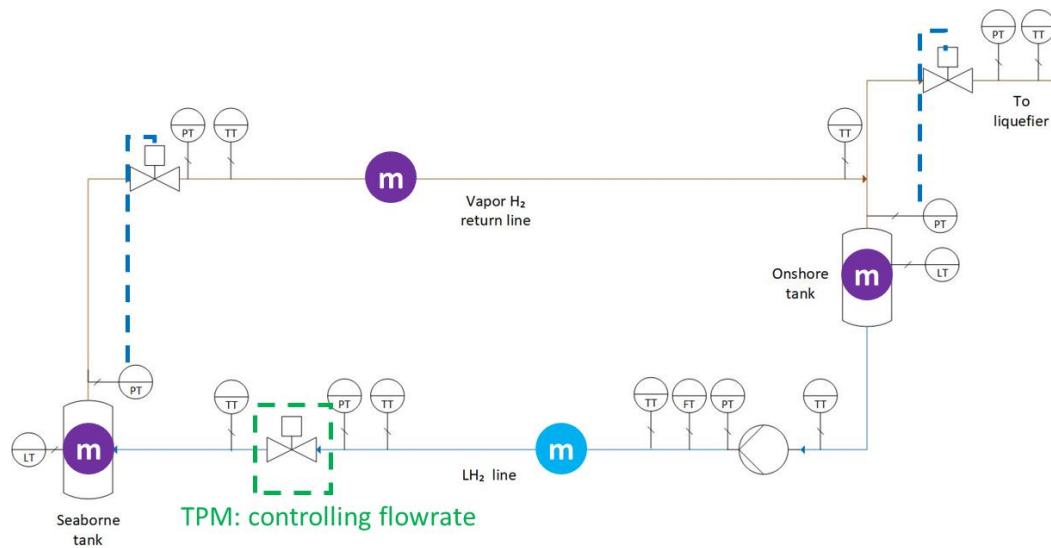 PT
TT
To
liquefier
PT
TT
TT
m
Vapor H₂
return line
PT
Onshore
tank
m
LT
PT
TT
PT
TT
TT
FT
PT
TT
LT
m
m
LH₂ line
Seaborne
tank
TPM: controlling flowrate